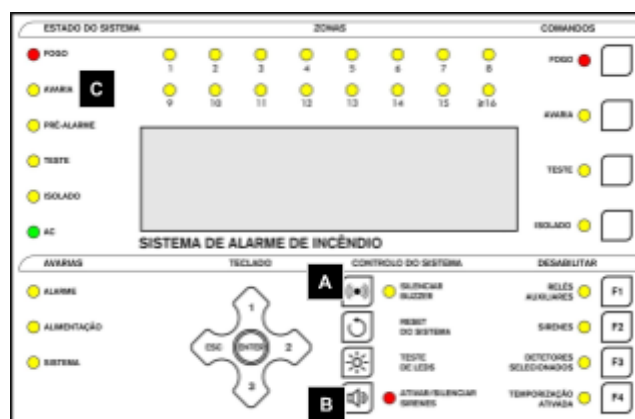 ESTADO DO SISTEMA
ZONAS
COMANDOS
FOGO
AVARIA
C
PRÉ-ALARME
TESTE
ISOLADO
AC
1 2 3 4 5 6 7 8
9 10 11 12 13 14 15 ≥16
FOGO
AVARIA
TESTE
ISOLADO
SISTEMA DE ALARME DE INCÊNDIO
AVARIAS
TECLADO
CONTROLO DO SISTEMA
DESABILITAR
ALARME
ALIMENTAÇÃO
SISTEMA
1
ESC ENTER 2
3
A
SILENCIAR
BUZZER
RESET
DO SISTEMA
TESTE
DE LEDS
B
ATIVAR/SILENCIAR
SIRENES
RELÉS
AUXILIARES
F1
SIRENES
F2
DETETORES
SELECIONADOS
F3
TEMPORIZAÇÃO
ATIVADA
F4